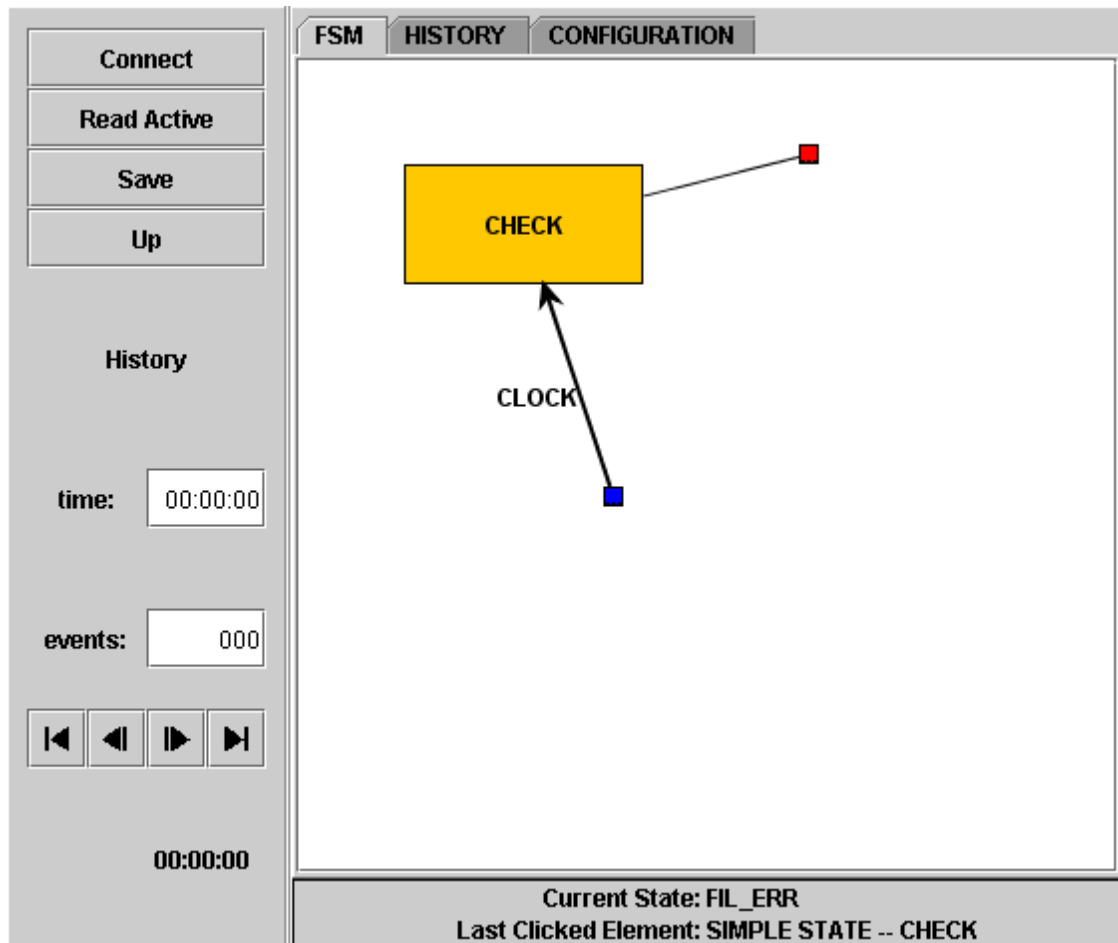 Connect
Read Active
Save
Up
History
time: 00:00:00
events: 000
00:00:00
FSM HISTORY CONFIGURATION
CHECK
CLOCK
Current State: FIL_ERR
Last Clicked Element: SIMPLE STATE -- CHECK